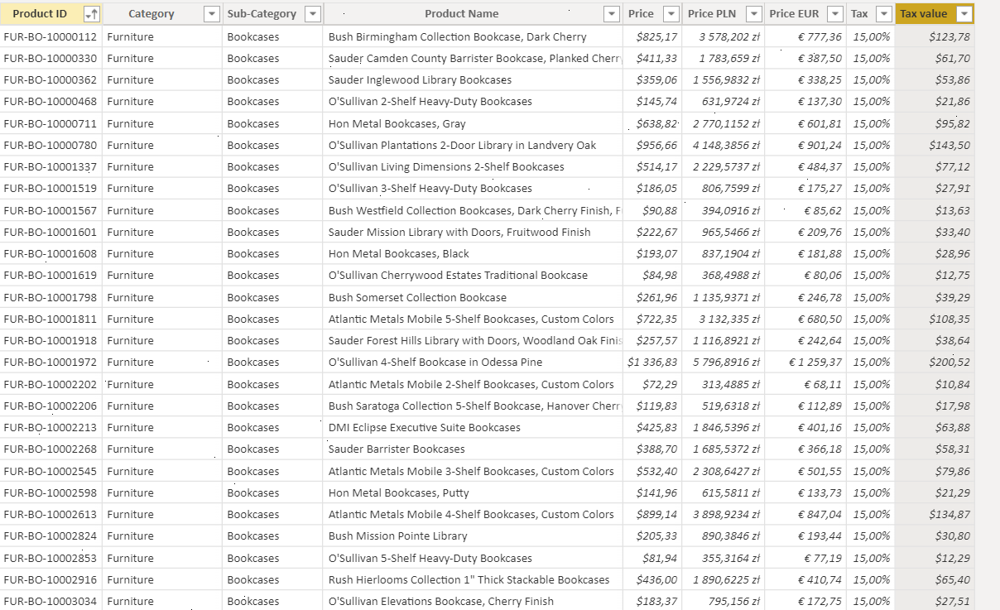 Product ID Category Sub-Category Product Name Price Price PLN Price EUR Tax Tax value
FUR-BO-10000112 Furniture Bookcases Bush Birmingham Collection Bookcase, Dark Cherry $825,17 3 578,202 zł € 777,36 15,00% $123,78
FUR-BO-10000330 Furniture Bookcases Sauder Camden County Barrister Bookcase, Planked Cherr $411,33 1 783,659 zł € 387,50 15,00% $61,70
FUR-BO-10000362 Furniture Bookcases Sauder Inglewood Library Bookcases $359,06 1 556,9832 zł € 338,25 15,00% $53,86
FUR-BO-10000468 Furniture Bookcases O'Sullivan 2-Shelf Heavy-Duty Bookcases $145,74 631,9724 zł € 137,30 15,00% $21,86
FUR-BO-10000711 Furniture Bookcases Hon Metal Bookcases, Gray $638,82 2 770,1152 zł € 601,81 15,00% $95,82
FUR-BO-10000780 Furniture Bookcases O'Sullivan Plantations 2-Door Library in Landvery Oak $956,66 4 148,3856 zł € 901,24 15,00% $143,50
FUR-BO-10001337 Furniture Bookcases O'Sullivan Living Dimensions 2-Shelf Bookcases $514,17 2 229,5737 zł € 484,37 15,00% $77,12
FUR-BO-10001519 Furniture Bookcases O'Sullivan 3-Shelf Heavy-Duty Bookcases $186,05 806,7599 zł € 175,27 15,00% $27,91
FUR-BO-10001567 Furniture Bookcases Bush Westfield Collection Bookcases, Dark Cherry Finish, F $90,88 394,0916 zł € 85,62 15,00% $13,63
FUR-BO-10001601 Furniture Bookcases Sauder Mission Library with Doors, Fruitwood Finish $222,67 965,5466 zł € 209,76 15,00% $33,40
FUR-BO-10001608 Furniture Bookcases Hon Metal Bookcases, Black $193,07 837,1904 zł € 181,88 15,00% $28,96
FUR-BO-10001619 Furniture Bookcases O'Sullivan Cherrywood Estates Traditional Bookcase $84,98 368,4988 zł € 80,06 15,00% $12,75
FUR-BO-10001798 Furniture Bookcases Bush Somerset Collection Bookcase $261,96 1 135,9371 zł € 246,78 15,00% $39,29
FUR-BO-10001811 Furniture Bookcases Atlantic Metals Mobile 5-Shelf Bookcases, Custom Colors $722,35 3 132,335 zł € 680,50 15,00% $108,35
FUR-BO-10001918 Furniture Bookcases Sauder Forest Hills Library with Doors, Woodland Oak Finis $257,57 1 116,8921 zł € 242,64 15,00% $38,64
FUR-BO-10001972 Furniture Bookcases O'Sullivan 4-Shelf Bookcase in Odessa Pine $1 336,83 5 796,8916 zł € 1 259,37 15,00% $200,52
FUR-BO-10002202 Furniture Bookcases Atlantic Metals Mobile 2-Shelf Bookcases, Custom Colors $72,29 313,4885 zł € 68,11 15,00% $10,84
FUR-BO-10002206 Furniture Bookcases Bush Saratoga Collection 5-Shelf Bookcase, Hanover Cherr $119,83 519,6318 zł € 112,89 15,00% $17,98
FUR-BO-10002213 Furniture Bookcases DMI Eclipse Executive Suite Bookcases $425,83 1 846,5396 zł € 401,16 15,00% $63,88
FUR-BO-10002268 Furniture Bookcases Sauder Barrister Bookcases $388,70 1 685,5372 zł € 366,18 15,00% $58,31
FUR-BO-10002545 Furniture Bookcases Atlantic Metals Mobile 3-Shelf Bookcases, Custom Colors $532,40 2 308,6427 zł € 501,55 15,00% $79,86
FUR-BO-10002598 Furniture Bookcases Hon Metal Bookcases, Putty $141,96 615,5811 zł € 133,73 15,00% $21,29
FUR-BO-10002613 Furniture Bookcases Atlantic Metals Mobile 4-Shelf Bookcases, Custom Colors $899,14 3 898,9234 zł € 847,04 15,00% $134,87
FUR-BO-10002824 Furniture Bookcases Bush Mission Pointe Library $205,33 890,3846 zł € 193,44 15,00% $30,80
FUR-BO-10002853 Furniture Bookcases O'Sullivan 5-Shelf Heavy-Duty Bookcases $81,94 355,3164 zł € 77,19 15,00% $12,29
FUR-BO-10002916 Furniture Bookcases Rush Hierlooms Collection 1" Thick Stackable Bookcases $436,00 1 890,6225 zł € 410,74 15,00% $65,40
FUR-BO-10003034 Furniture Bookcases O'Sullivan Elevations Bookcase, Cherry Finish $183,37 795,156 zł € 172,75 15,00% $27,51